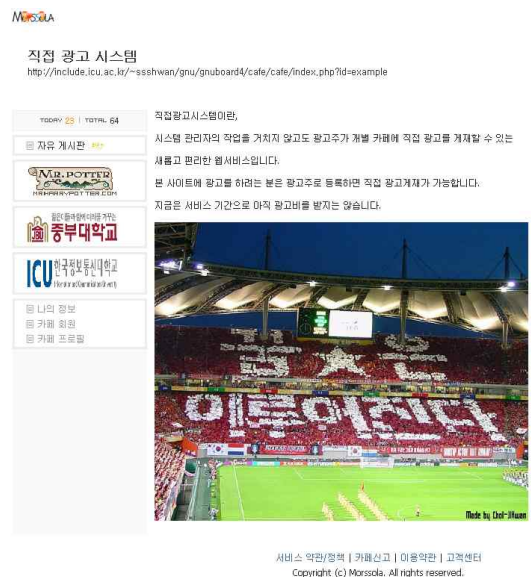 MorssoLA
직접 광고 시스템
http://include.icu.ac.kr/~ssshwan/gnu/gnuboard4/cafe/cafe/index.php?id=example
TODAY 23 | TOTAL 64
자유 게시판
MR.POTTER
MRHARRYPOTTER.COM
중부대학교
ICU 한국정보통신대학교
나의 정보
카페 회원
카페 프로필
직접광고시스템이란,
시스템 관리자의 작업을 거치지 않고도 광고주가 개별 카페에 직접 광고를 게재할 수 있는
새롭고 편리한 웹서비스입니다.
본 사이트에 광고를 하려는 분은 광고주로 등록하면 직접 광고게재가 가능합니다.
지금은 서비스 기간으로 아직 광고비를 받지는 않습니다.
꿈★은
이루어진다
Made by Choi-JiHwan
서비스 약관/정책 | 카페신고 | 이용약관 | 고객센터
Copyright (c) Morssola. All rights reserved.